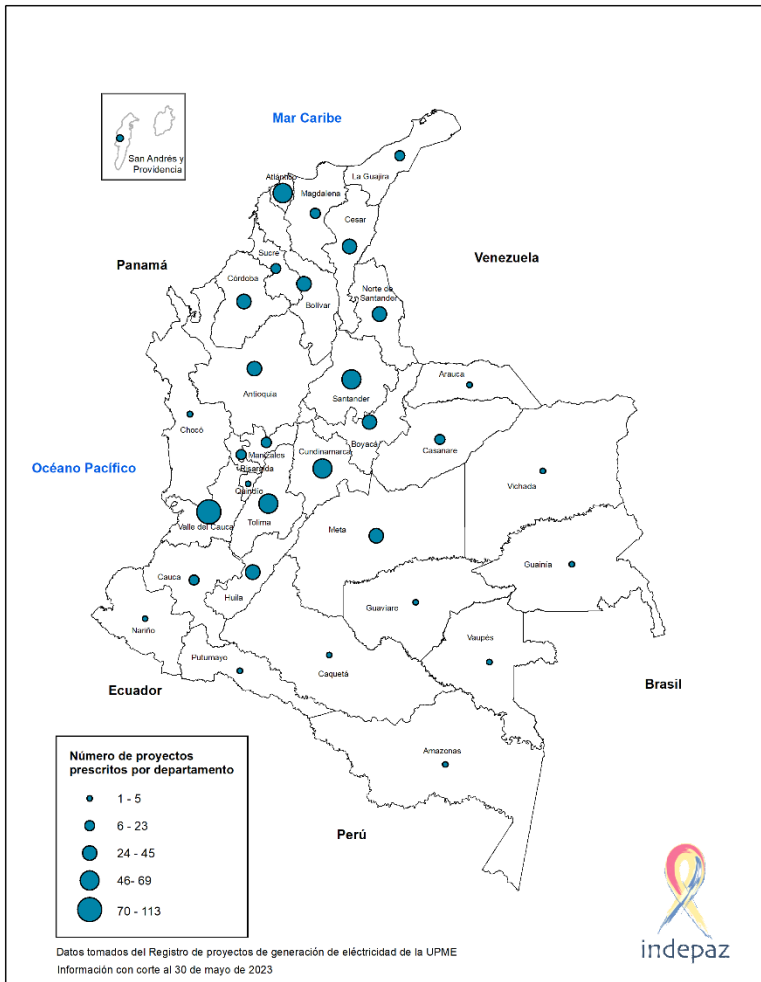 Mar Caribe
San Andrés y
Providencia
La Guajira
Atlántico
Magdalena
Cesar
Sucre
Panamá
Venezuela
Córdoba
Bolívar
Norte de
Santander
Antioquia
Santander
Arauca
Chocó
Boyacá
Casanare
Manizales
Cundinamarca
Risaralda
Océano Pacífico
Quindío
Vichada
Valle del Cauca
Tolima
Meta
Guainía
Cauca
Huila
Guaviare
Nariño
Vaupés
Putumayo
Caquetá
Ecuador
Brasil
Amazonas
Número de proyectos
prescritos por departamento
1 - 5
6 - 23
24 - 45
46- 69
70 - 113
Perú
indepaz
Datos tomados del Registro de proyectos de generación de eléctricidad de la UPME
Información con corte al 30 de mayo de 2023